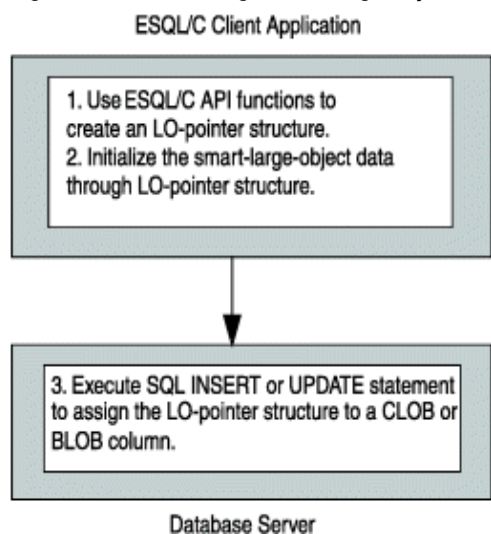 ESQL/C Client Application
1. Use ESQL/C API functions to
create an LO-pointer structure.
2. Initialize the smart-large-object data
through LO-pointer structure.
3. Execute SQL INSERT or UPDATE statement
to assign the LO-pointer structure to a CLOB or
BLOB column.
Database Server